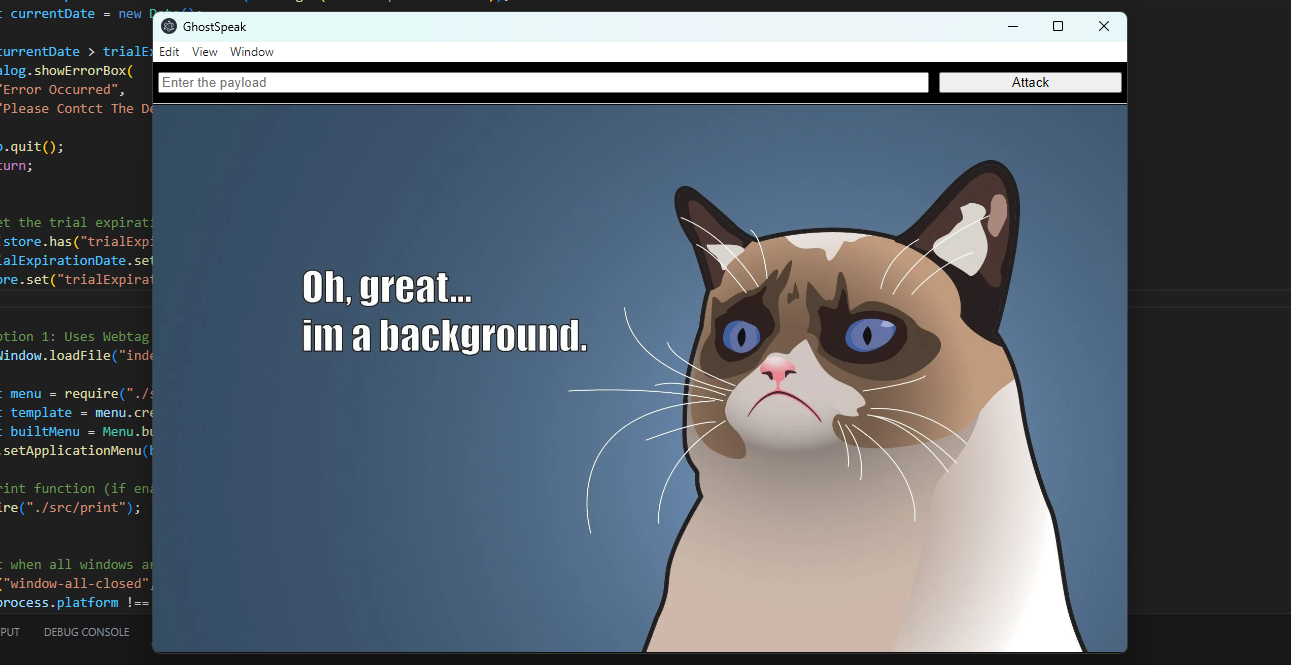 t currentDate = new Da
GhostSpeak
Edit View Window
Enter the payload
Attack
currentDate > trialEx
alog.showErrorBox(
"Error Occurred",
"Please Contct The De
p.quit();
turn;
et the trial expirati
store.has("trialExpi
ialExpirationDate.set
ore.set("trialExpirat
Oh, great...
im a background.
ption 1: Uses Webtag
Window.loadFile("inde
t menu = require("./s
t template = menu.cre
t builtMenu = Menu.bu
.setApplicationMenu(b
rint function (if ena
ire("./src/print");
t when all windows ar
("window-all-closed",
process.platform !==
PUT DEBUG CONSOLE